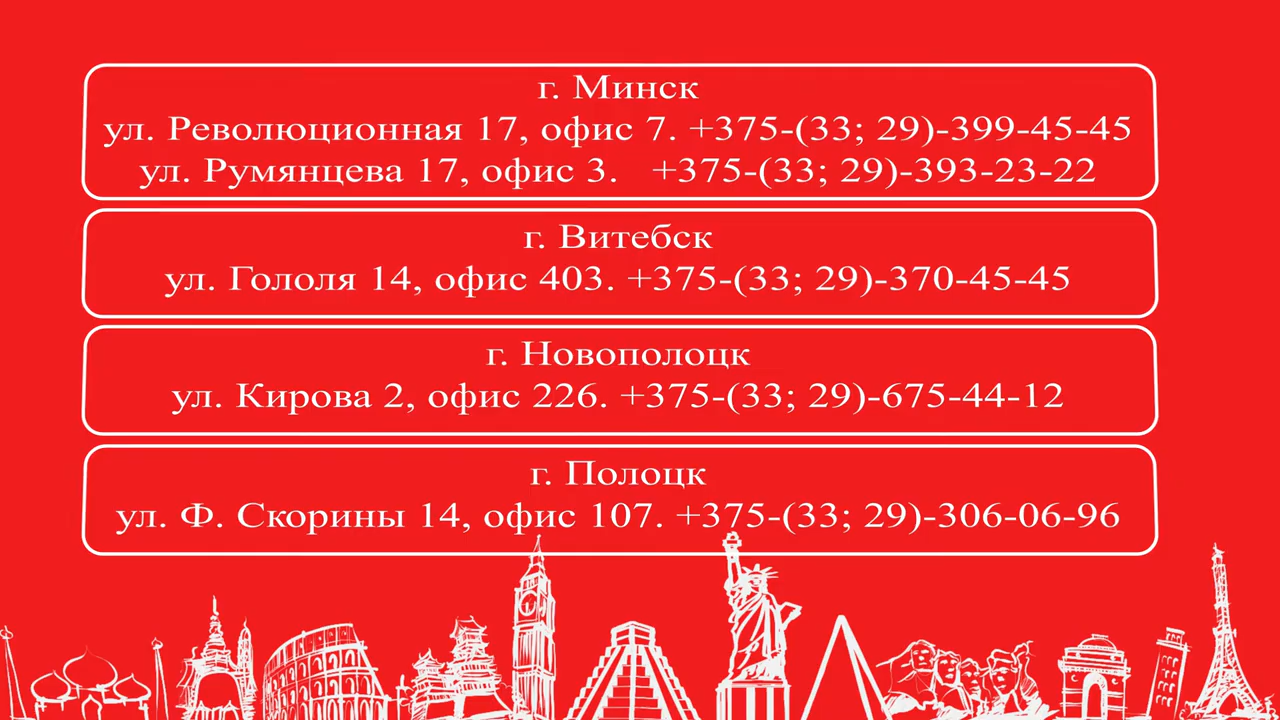 г. Минск
ул. Революционная 17, офис 7. +375-(33; 29)-399-45-45
ул. Румянцева 17, офис 3. +375-(33; 29)-393-23-22
г. Витебск
ул. Гололя 14, офис 403. +375-(33; 29)-370-45-45
г. Новополоцк
ул. Кирова 2, офис 226. +375-(33; 29)-675-44-12
г. Полоцк
ул. Ф. Скорины 14, офис 107. +375-(33; 29)-306-06-96